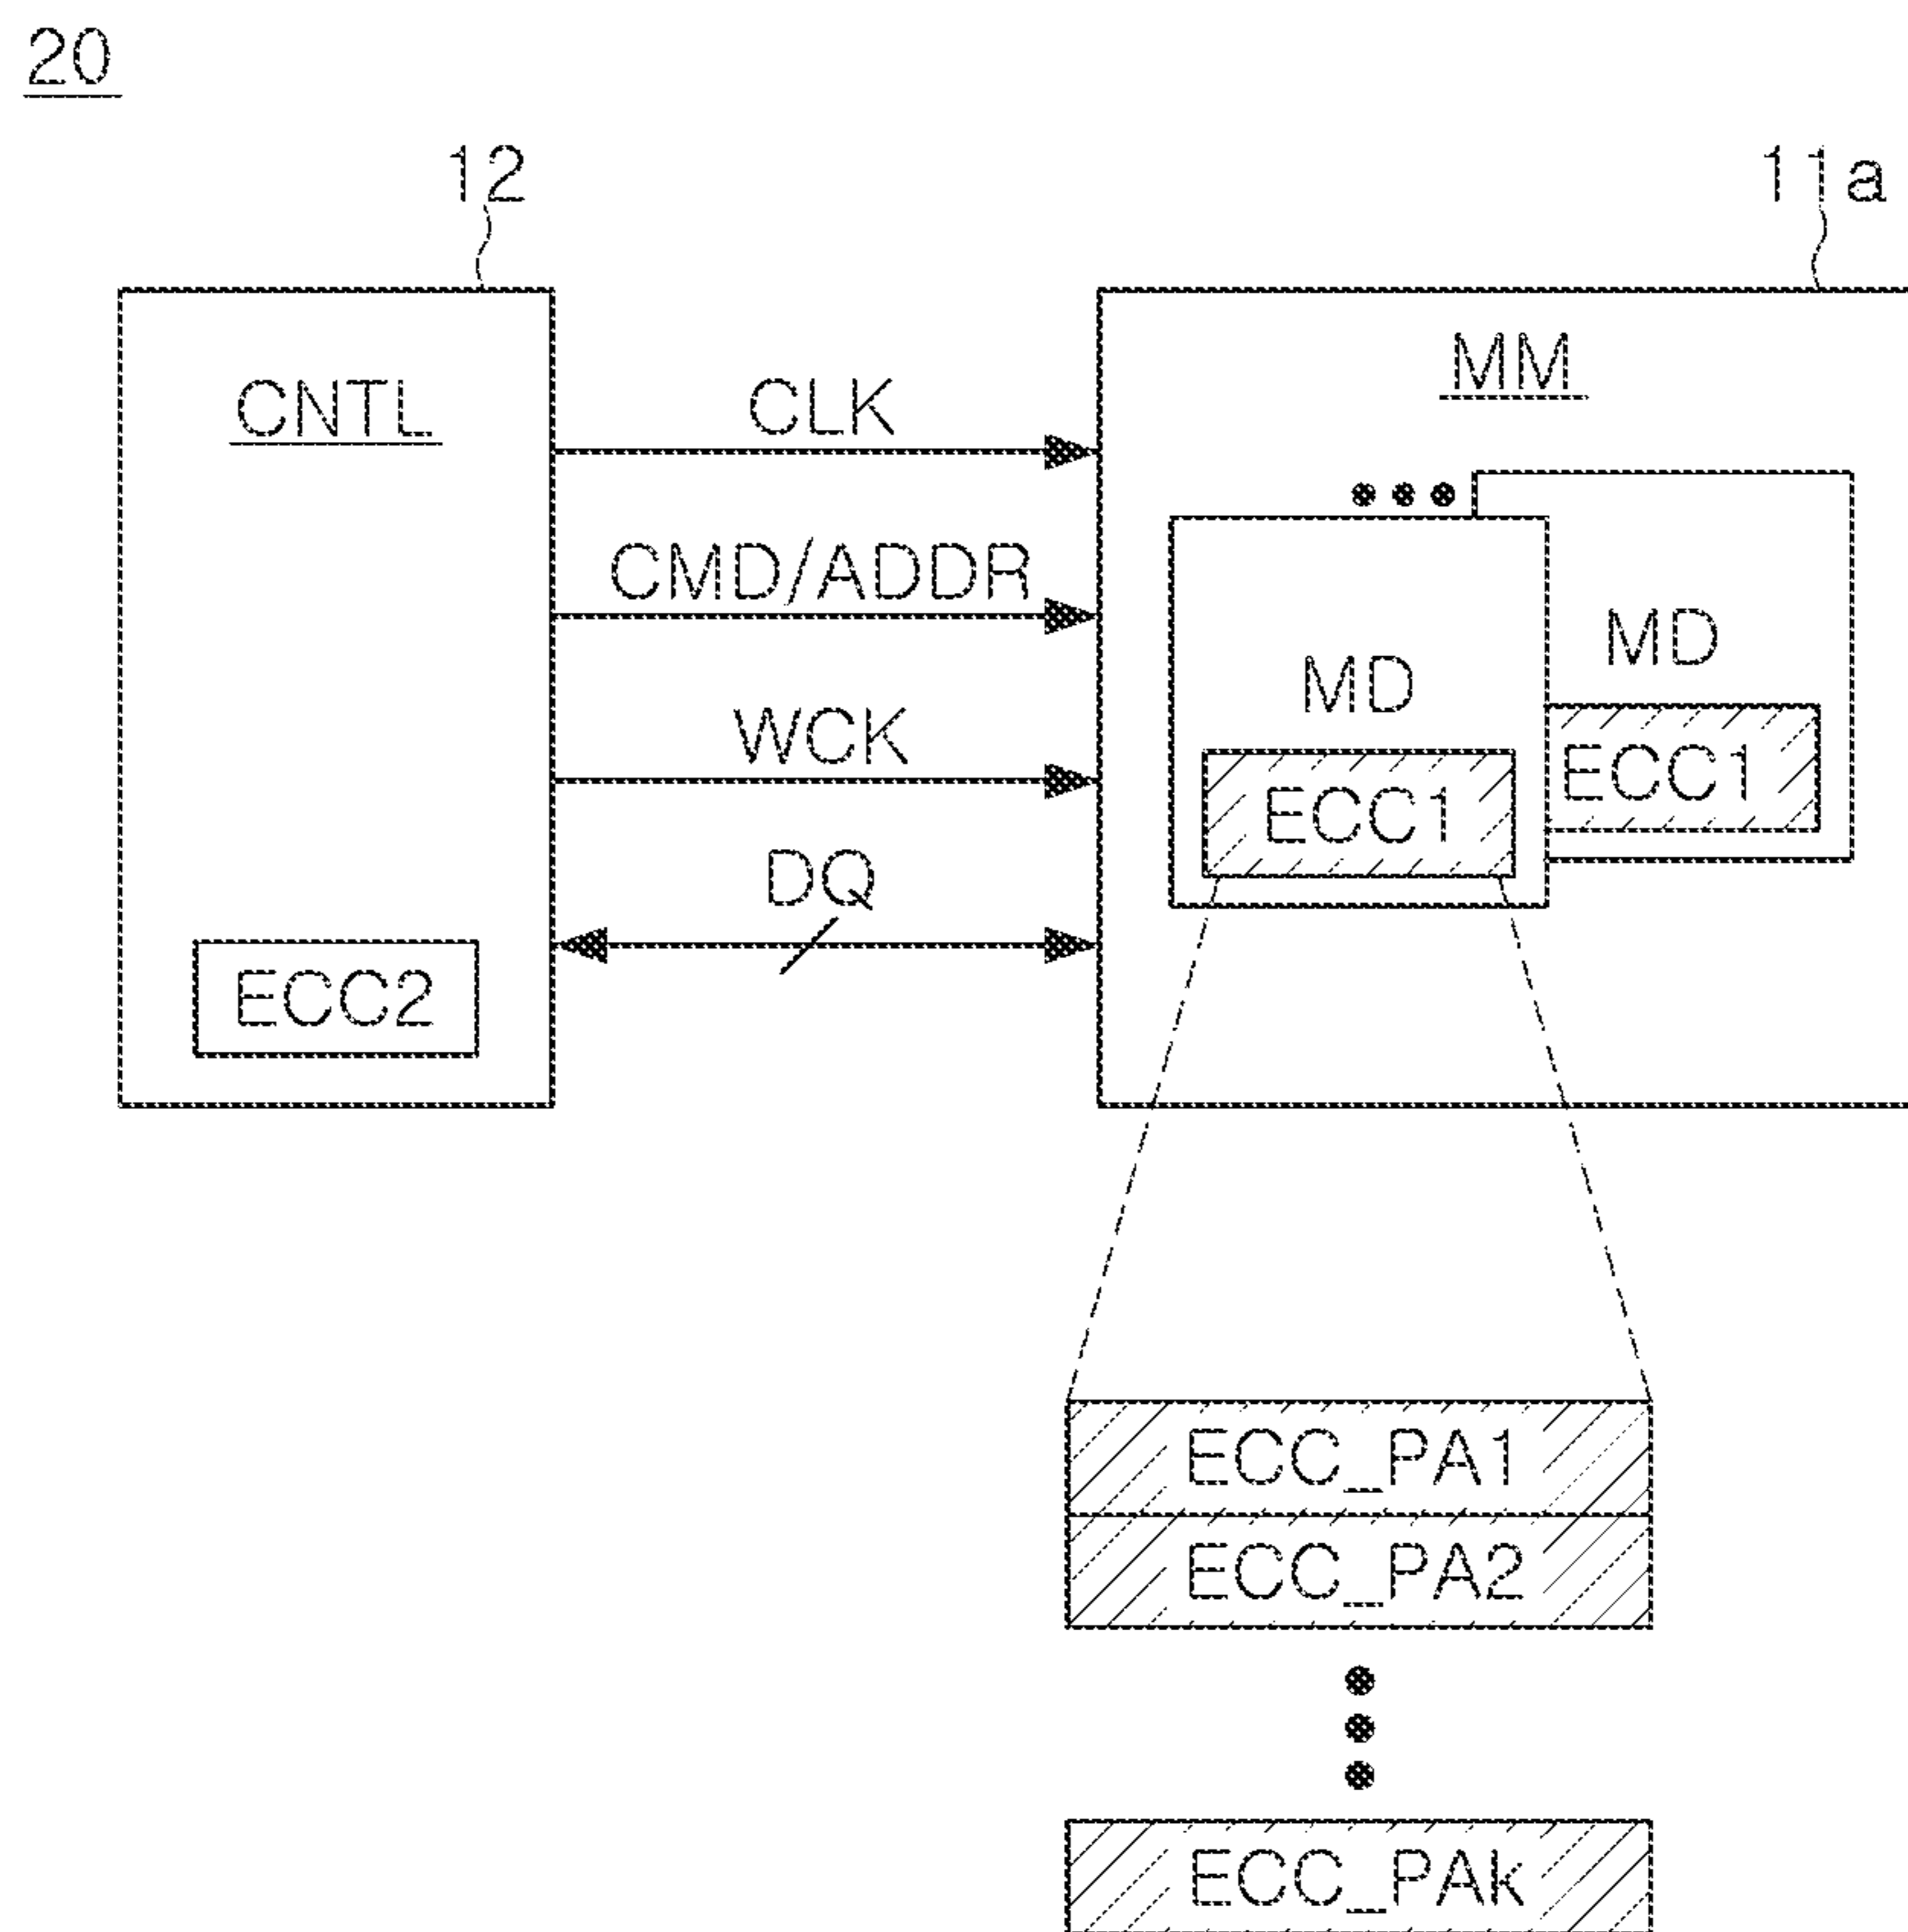 20
12
11a
CNTL
CLK
CMD/ADDR
WCK
DQ
ECC2
MM
MD
ECC1
MD
ECC1
ECC_PA1
ECC_PA2
ECC_PAk